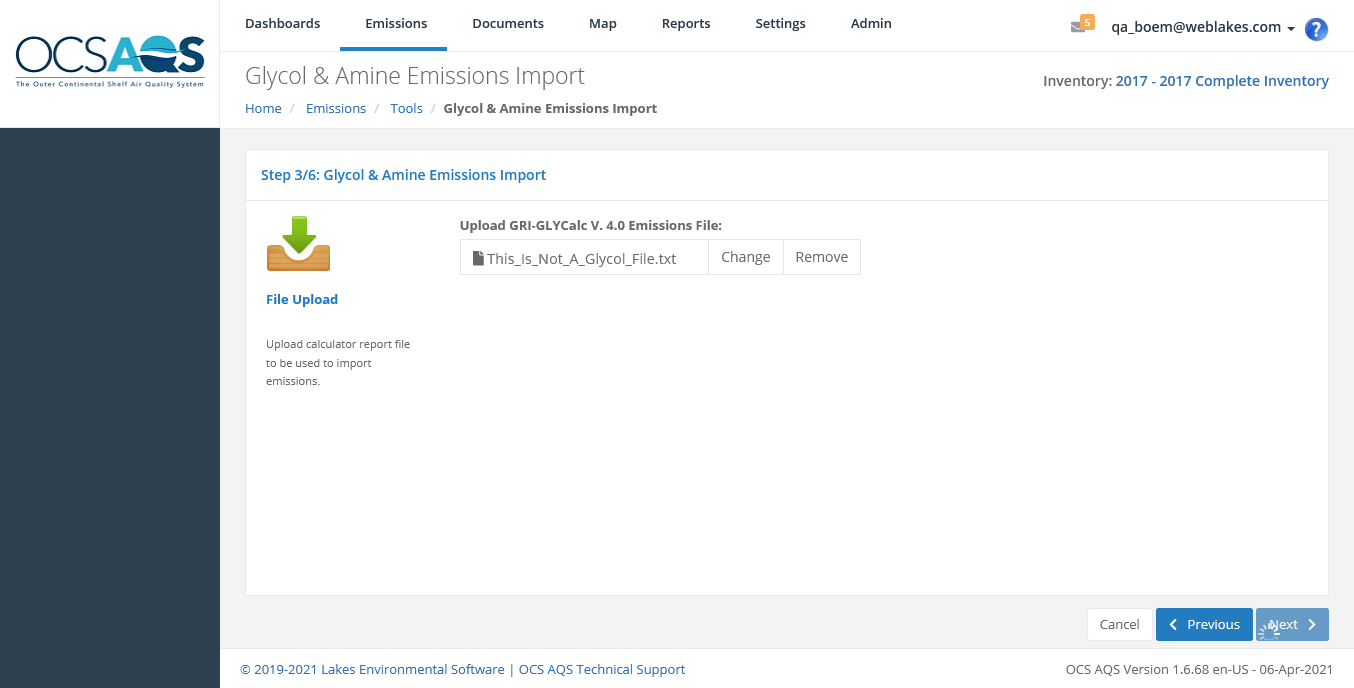 OCSAQS
The Outer Continental Shelf Air Quality System
Dashboards Emissions Documents Map Reports Settings Admin
5
qa_boem@weblakes.com
?
Glycol & Amine Emissions Import
Inventory: 2017 - 2017 Complete Inventory
Home / Emissions / Tools / Glycol & Amine Emissions Import
Step 3/6: Glycol & Amine Emissions Import
File Upload
Upload calculator report file
to be used to import
emissions.
Upload GRI-GLYCalc V. 4.0 Emissions File:
This_Is_Not_A_Glycol_File.txt Change Remove
Cancel Previous Next
© 2019-2021 Lakes Environmental Software | OCS AQS Technical Support
OCS AQS Version 1.6.68 en-US - 06-Apr-2021